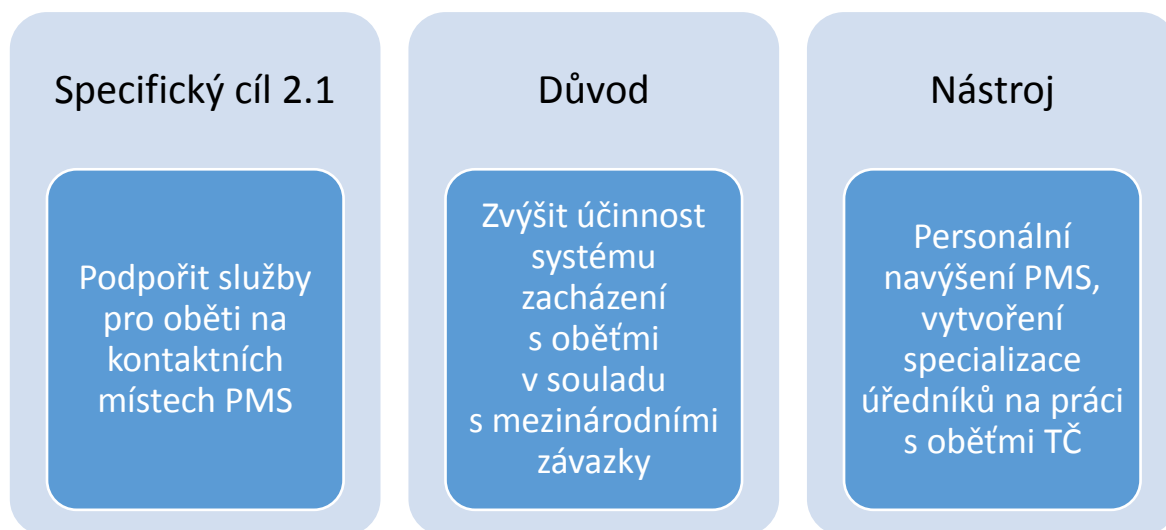 Specifický cíl 2.1
Podpořit služby
pro oběti na
kontaktních
místech PMS
Důvod
Zvýšit účinnost
systému
zacházení
s oběťmi
v souladu
s mezinárodními
závazky
Nástroj
Personální
navýšení PMS,
vytvoření
specializace
úředníků na práci
s oběťmi TČ